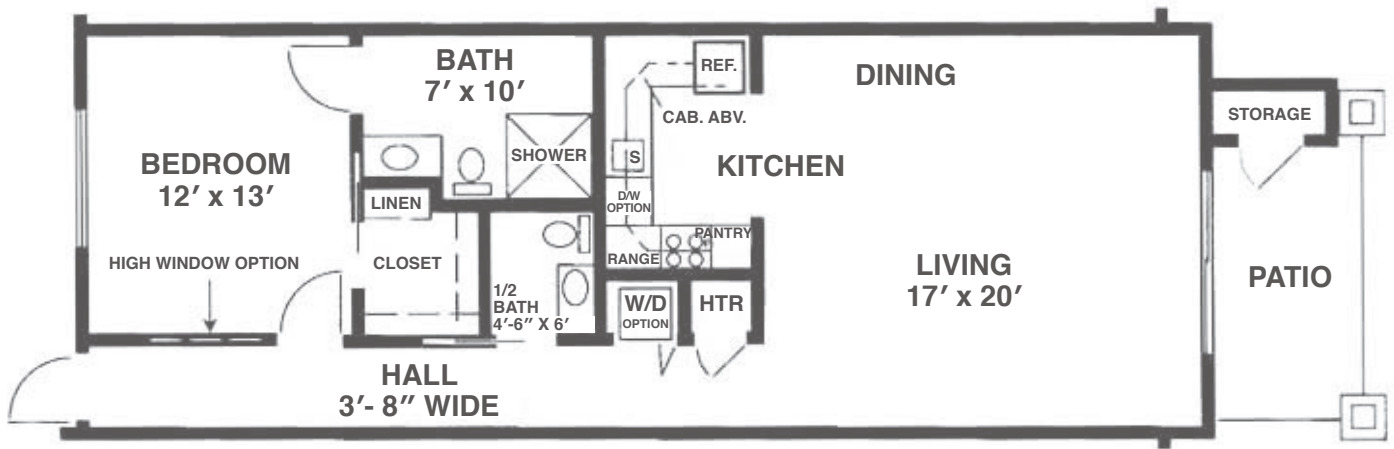 BATH
7′ x 10′
REF.
DINING
CAB. ABV.
STORAGE
BEDROOM
12′ x 13′
SHOWER
S
KITCHEN
LINEN
D/W
OPTION
HIGH WINDOW OPTION
CLOSET
PANTRY
RANGE
LIVING
17′ x 20′
PATIO
1/2
BATH
4′-6″ X 6′
W/D
OPTION
HTR
HALL
3′- 8″ WIDE